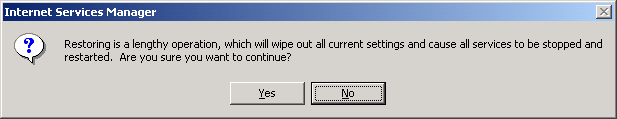 Internet Services Manager
Restoring is a lengthy operation, which will wipe out all current settings and cause all services to be stopped and
restarted.  Are you sure you want to continue?
Yes
No